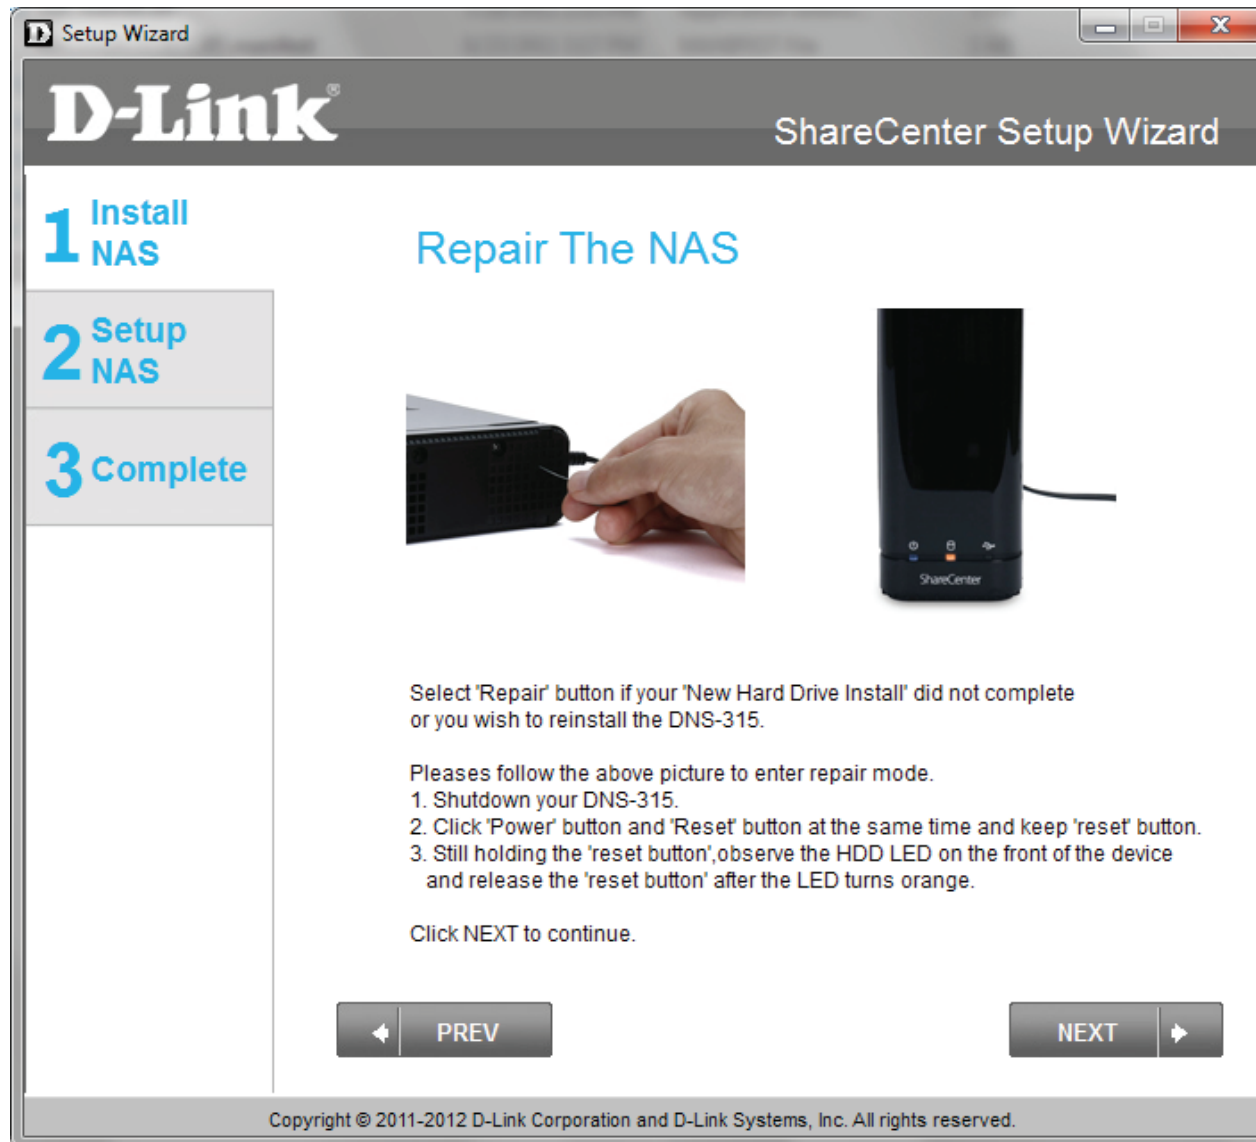 Setup Wizard
D-Link®
ShareCenter Setup Wizard
1 Install
NAS
2 Setup
NAS
3 Complete
Repair The NAS
ShareCenter
Select 'Repair' button if your 'New Hard Drive Install' did not complete
or you wish to reinstall the DNS-315.
Pleases follow the above picture to enter repair mode.
1. Shutdown your DNS-315.
2. Click 'Power' button and 'Reset' button at the same time and keep 'reset' button.
3. Still holding the 'reset button',observe the HDD LED on the front of the device
and release the 'reset button' after the LED turns orange.
Click NEXT to continue.
PREV
NEXT
Copyright © 2011-2012 D-Link Corporation and D-Link Systems, Inc. All rights reserved.